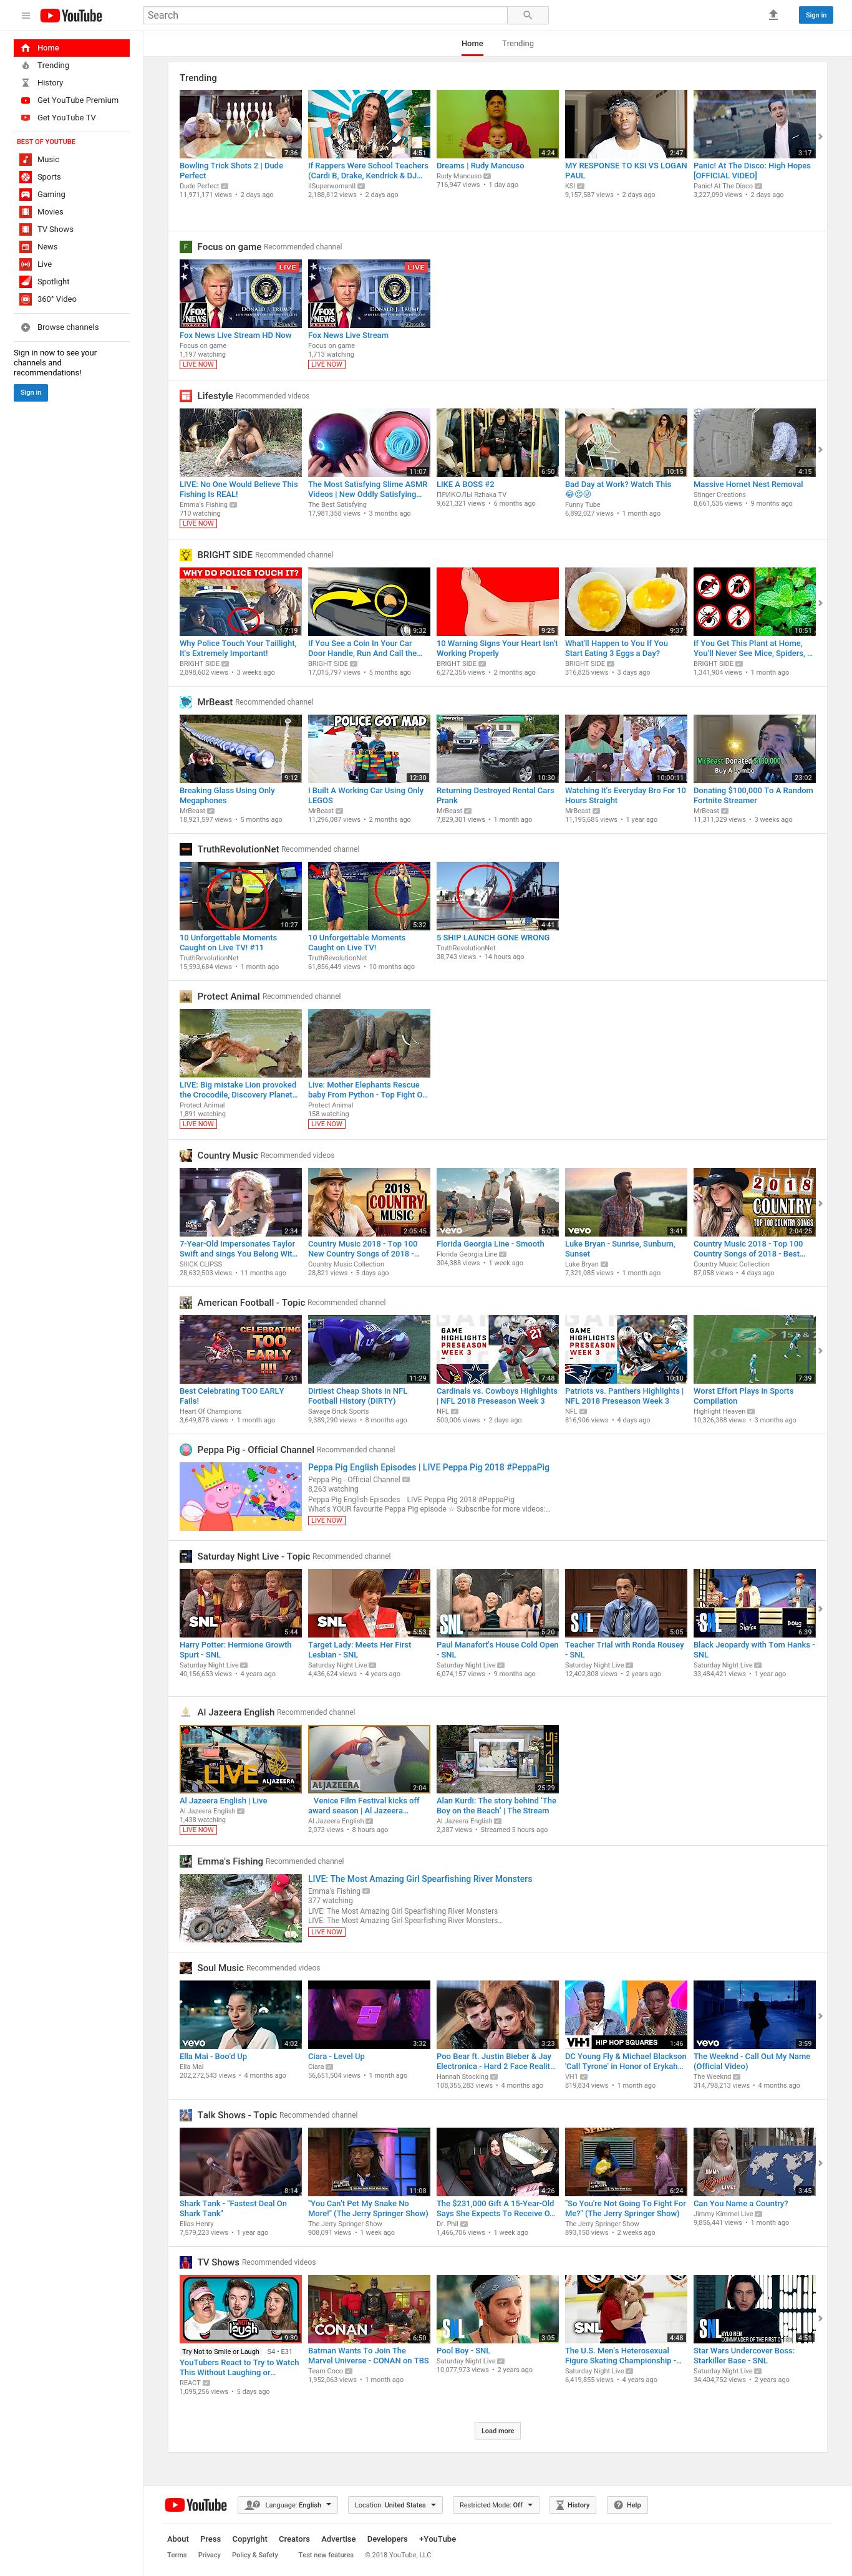 YouTube
Search
Sign in
Home
Trending
History
Get YouTube Premium
Get YouTube TV
BEST OF YOUTUBE
Music
Sports
Gaming
Movies
TV Shows
News
Live
Spotlight
360° Video
Browse channels
Sign in now to see your
channels and
recommendations!
Sign in
Home Trending
Trending
7:36 4:51 4:24 2:47 3:17
Bowling Trick Shots 2 | Dude
Perfect
Dude Perfect
11,971,171 views • 2 days ago
If Rappers Were School Teachers
(Cardi B, Drake, Kendrick & DJ...
IISuperwomanII
2,188,812 views • 2 days ago
Dreams | Rudy Mancuso
Rudy Mancuso
716,947 views • 1 day ago
MY RESPONSE TO KSI VS LOGAN
PAUL
KSI
9,157,587 views • 2 days ago
Panic! At The Disco: High Hopes
[OFFICIAL VIDEO]
Panic! At The Disco
3,227,090 views • 2 days ago
F Focus on game Recommended channel
LIVE
FOX NEWS
DONALD J. TRUMP
Fox News Live Stream HD Now
Focus on game
1,197 watching
LIVE NOW
LIVE
FOX NEWS
DONALD J. TRUMP
Fox News Live Stream
Focus on game
1,713 watching
LIVE NOW
Lifestyle Recommended videos
11:07 6:50 10:15 4:15
LIVE: No One Would Believe This
Fishing Is REAL!
Emma's Fishing
710 watching
LIVE NOW
The Most Satisfying Slime ASMR
Videos | New Oddly Satisfying...
The Best Satisfying
17,981,358 views • 3 months ago
LIKE A BOSS #2
ПРИКОЛЫ Rzhaka TV
9,621,321 views • 6 months ago
Bad Day at Work? Watch This
😂😍😜
Funny Tube
6,892,027 views • 1 month ago
Massive Hornet Nest Removal
Stinger Creations
8,661,536 views • 9 months ago
BRIGHT SIDE Recommended channel
WHY DO POLICE TOUCH IT?
7:19 9:32 9:25 9:37 10:51
Why Police Touch Your Taillight,
It's Extremely Important!
BRIGHT SIDE
2,898,602 views • 3 weeks ago
If You See a Coin In Your Car
Door Handle, Run And Call the...
BRIGHT SIDE
17,015,797 views • 5 months ago
10 Warning Signs Your Heart Isn't
Working Properly
BRIGHT SIDE
6,272,356 views • 2 months ago
What'll Happen to You If You
Start Eating 3 Eggs a Day?
BRIGHT SIDE
316,825 views • 3 days ago
If You Get This Plant at Home,
You'll Never See Mice, Spiders, ...
BRIGHT SIDE
1,341,904 views • 1 month ago
MrBeast Recommended channel
POLICE GOT MAD
MrBeast Donated $100,000
Buy A Lambo
9:12 12:30 10:30 10:00:11 23:02
Breaking Glass Using Only
Megaphones
MrBeast
18,921,597 views • 5 months ago
I Built A Working Car Using Only
LEGOS
MrBeast
11,296,087 views • 2 months ago
Returning Destroyed Rental Cars
Prank
MrBeast
7,829,301 views • 1 month ago
Watching It's Everyday Bro For 10
Hours Straight
MrBeast
11,195,685 views • 1 year ago
Donating $100,000 To A Random
Fortnite Streamer
MrBeast
11,311,329 views • 3 weeks ago
TruthRevolutionNet Recommended channel
10:27 5:32 4:41
10 Unforgettable Moments
Caught on Live TV! #11
TruthRevolutionNet
15,593,684 views • 1 month ago
10 Unforgettable Moments
Caught on Live TV!
TruthRevolutionNet
61,856,449 views • 10 months ago
5 SHIP LAUNCH GONE WRONG
TruthRevolutionNet
38,743 views • 14 hours ago
Protect Animal Recommended channel
LIVE: Big mistake Lion provoked
the Crocodile, Discovery Planet...
Protect Animal
1,891 watching
LIVE NOW
Live: Mother Elephants Rescue
baby From Python - Top Fight O...
Protect Animal
158 watching
LIVE NOW
Country Music Recommended videos
2018 COUNTRY MUSIC
vevo
vevo
2018 COUNTRY
TOP 100 COUNTRY SONGS
2:34 2:05:45 5:01 3:41 2:04:25
7-Year-Old Impersonates Taylor
Swift and sings You Belong Wit...
SIIICK CLIPSS
28,632,503 views • 11 months ago
Country Music 2018 - Top 100
New Country Songs of 2018 -...
Country Music Collection
28,821 views • 5 days ago
Florida Georgia Line - Smooth
Florida Georgia Line
304,388 views • 1 week ago
Luke Bryan - Sunrise, Sunburn,
Sunset
Luke Bryan
7,321,085 views • 1 month ago
Country Music 2018 - Top 100
Country Songs of 2018 - Best...
Country Music Collection
87,058 views • 4 days ago
American Football - Topic Recommended channel
CELEBRATING TOO EARLY !!!!
GAME HIGHLIGHTS PRESEASON WEEK 3
GAME HIGHLIGHTS PRESEASON WEEK 3
7:31 11:29 7:48 10:10 7:39
Best Celebrating TOO EARLY
Fails!
Heart Of Champions
3,649,878 views • 1 month ago
Dirtiest Cheap Shots in NFL
Football History (DIRTY)
Savage Brick Sports
9,389,290 views • 8 months ago
Cardinals vs. Cowboys Highlights
| NFL 2018 Preseason Week 3
NFL
500,006 views • 2 days ago
Patriots vs. Panthers Highlights |
NFL 2018 Preseason Week 3
NFL
816,906 views • 4 days ago
Worst Effort Plays in Sports
Compilation
Highlight Heaven
10,326,388 views • 3 months ago
Peppa Pig - Official Channel Recommended channel
Peppa Pig English Episodes | LIVE Peppa Pig 2018 #PeppaPig
Peppa Pig - Official Channel
8,263 watching
Peppa Pig English Episodes LIVE Peppa Pig 2018 #PeppaPig
What's YOUR favourite Peppa Pig episode ☆ Subscribe for more videos:...
LIVE NOW
Saturday Night Live - Topic Recommended channel
SNL SNL SNL SNL SNL
Shanice Doug
5:44 5:53 5:20 5:05 6:39
Harry Potter: Hermione Growth
Spurt - SNL
Saturday Night Live
40,156,653 views • 4 years ago
Target Lady: Meets Her First
Lesbian - SNL
Saturday Night Live
4,436,624 views • 4 years ago
Paul Manafort's House Cold Open
- SNL
Saturday Night Live
6,074,157 views • 9 months ago
Teacher Trial with Ronda Rousey
- SNL
Saturday Night Live
12,402,808 views • 2 years ago
Black Jeopardy with Tom Hanks -
SNL
Saturday Night Live
33,484,421 views • 1 year ago
Al Jazeera English Recommended channel
LIVE ALJAZEERA
ALJAZEERA
STREAM
2:04 25:29
Al Jazeera English | Live
Al Jazeera English
1,438 watching
LIVE NOW
Venice Film Festival kicks off
award season | Al Jazeera...
Al Jazeera English
2,073 views • 8 hours ago
Alan Kurdi: The story behind 'The
Boy on the Beach' | The Stream
Al Jazeera English
2,387 views • Streamed 5 hours ago
Emma's Fishing Recommended channel
LIVE: The Most Amazing Girl Spearfishing River Monsters
Emma's Fishing
377 watching
LIVE: The Most Amazing Girl Spearfishing River Monsters
LIVE: The Most Amazing Girl Spearfishing River Monsters...
LIVE NOW
Soul Music Recommended videos
vevo
VH1 HIP HOP SQUARES
vevo
4:02 3:32 3:23 1:46 3:59
Ella Mai - Boo'd Up
Ella Mai
202,272,543 views • 4 months ago
Ciara - Level Up
Ciara
56,651,504 views • 1 month ago
Poo Bear ft. Justin Bieber & Jay
Electronica - Hard 2 Face Realit...
Hannah Stocking
108,355,283 views • 4 months ago
DC Young Fly & Michael Blackson
'Call Tyrone' in Honor of Erykah...
VH1
819,834 views • 1 month ago
The Weeknd - Call Out My Name
(Official Video)
The Weeknd
314,798,213 views • 4 months ago
Talk Shows - Topic Recommended channel
JIMMY KIMMEL LIVE!
8:14 11:08 4:26 6:24 3:45
Shark Tank - "Fastest Deal On
Shark Tank"
Elias Henry
7,579,223 views • 1 year ago
"You Can't Pet My Snake No
More!" (The Jerry Springer Show)
The Jerry Springer Show
908,091 views • 1 week ago
The $231,000 Gift A 15-Year-Old
Says She Expects To Receive O...
Dr. Phil
1,466,706 views • 1 week ago
"So You're Not Going To Fight For
Me?" (The Jerry Springer Show)
The Jerry Springer Show
893,150 views • 2 weeks ago
Can You Name a Country?
Jimmy Kimmel Live
9,856,441 views • 1 month ago
TV Shows Recommended videos
laugh
CONAN
SNL
SNL
SNL KYLO REN
COMMANDER OF THE FIRST ORDER
9:30 6:50 3:05 4:48 4:51
Try Not to Smile or Laugh S4 • E31
YouTubers React to Try to Watch
This Without Laughing or...
REACT
1,095,256 views • 5 days ago
Batman Wants To Join The
Marvel Universe - CONAN on TBS
Team Coco
1,952,063 views • 1 month ago
Pool Boy - SNL
Saturday Night Live
10,077,973 views • 2 years ago
The U.S. Men's Heterosexual
Figure Skating Championship -...
Saturday Night Live
6,419,855 views • 4 years ago
Star Wars Undercover Boss:
Starkiller Base - SNL
Saturday Night Live
34,404,752 views • 2 years ago
Load more
YouTube Language: English Location: United States Restricted Mode: Off History Help
About Press Copyright Creators Advertise Developers +YouTube
Terms Privacy Policy & Safety Test new features © 2018 YouTube, LLC